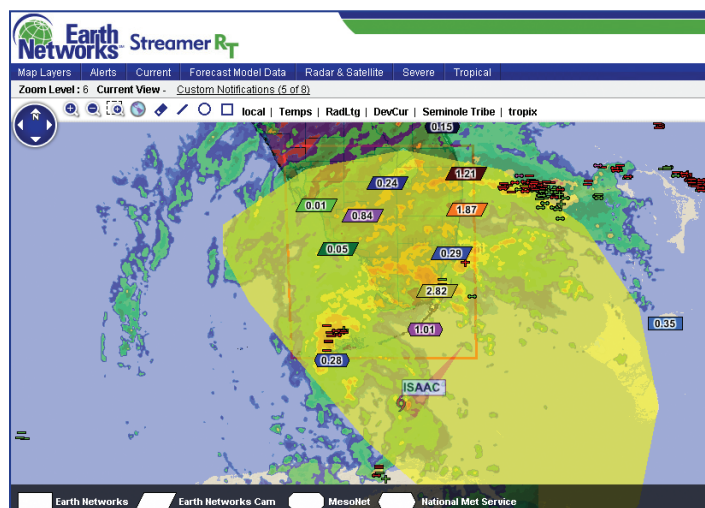 Earth
Networks Streamer RT
Map Layers Alerts Current Forecast Model Data Radar & Satellite Severe Tropical
Zoom Level : 6 Current View - Custom Notifications (5 of 8)
N local | Temps | RadLtg | DevCur | Seminole Tribe | tropix
0.15
1.21
0.24
0.01
0.84
1.87
0.05
0.29
2.82
0.35
1.01
0.28
ISAAC
Earth Networks Earth Networks Cam MesoNet National Met Service